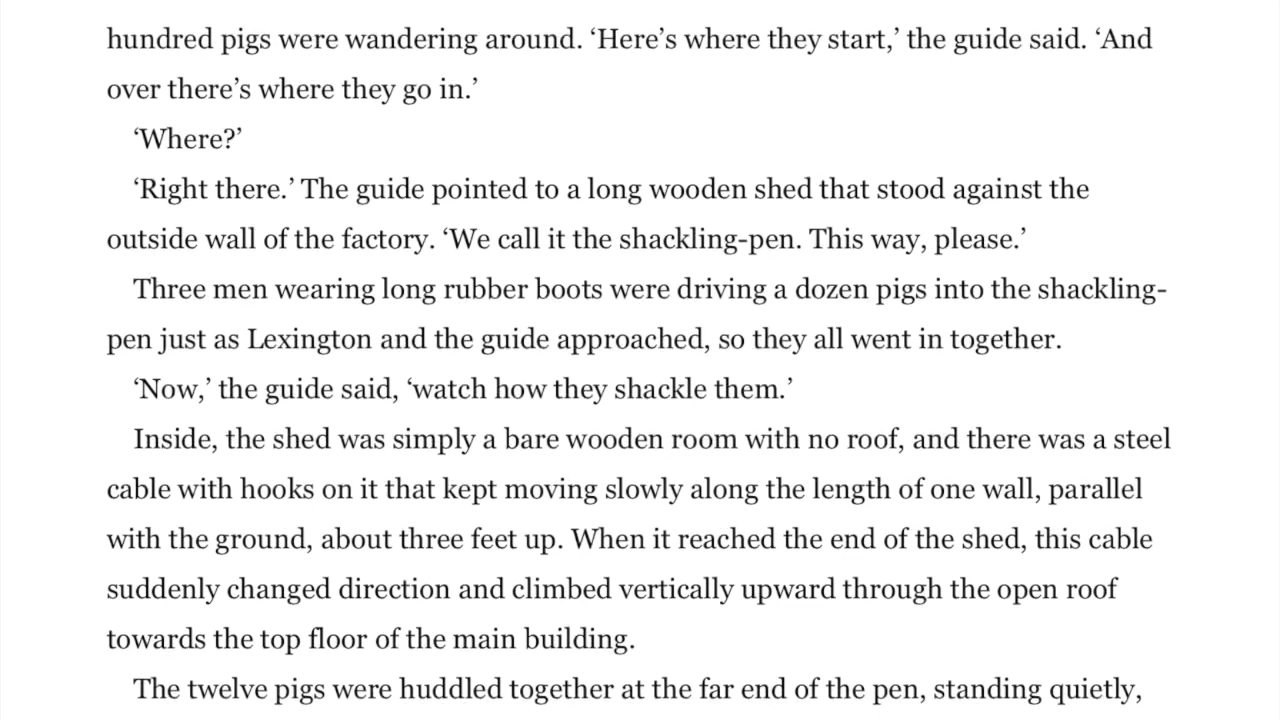 hundred pigs were wandering around. ‘Here’s where they start,’ the guide said. ‘And
over there’s where they go in.’
‘Where?’
‘Right there.’ The guide pointed to a long wooden shed that stood against the
outside wall of the factory. ‘We call it the shackling-pen. This way, please.’
Three men wearing long rubber boots were driving a dozen pigs into the shackling-
pen just as Lexington and the guide approached, so they all went in together.
‘Now,’ the guide said, ‘watch how they shackle them.’
Inside, the shed was simply a bare wooden room with no roof, and there was a steel
cable with hooks on it that kept moving slowly along the length of one wall, parallel
with the ground, about three feet up. When it reached the end of the shed, this cable
suddenly changed direction and climbed vertically upward through the open roof
towards the top floor of the main building.
The twelve pigs were huddled together at the far end of the pen, standing quietly,